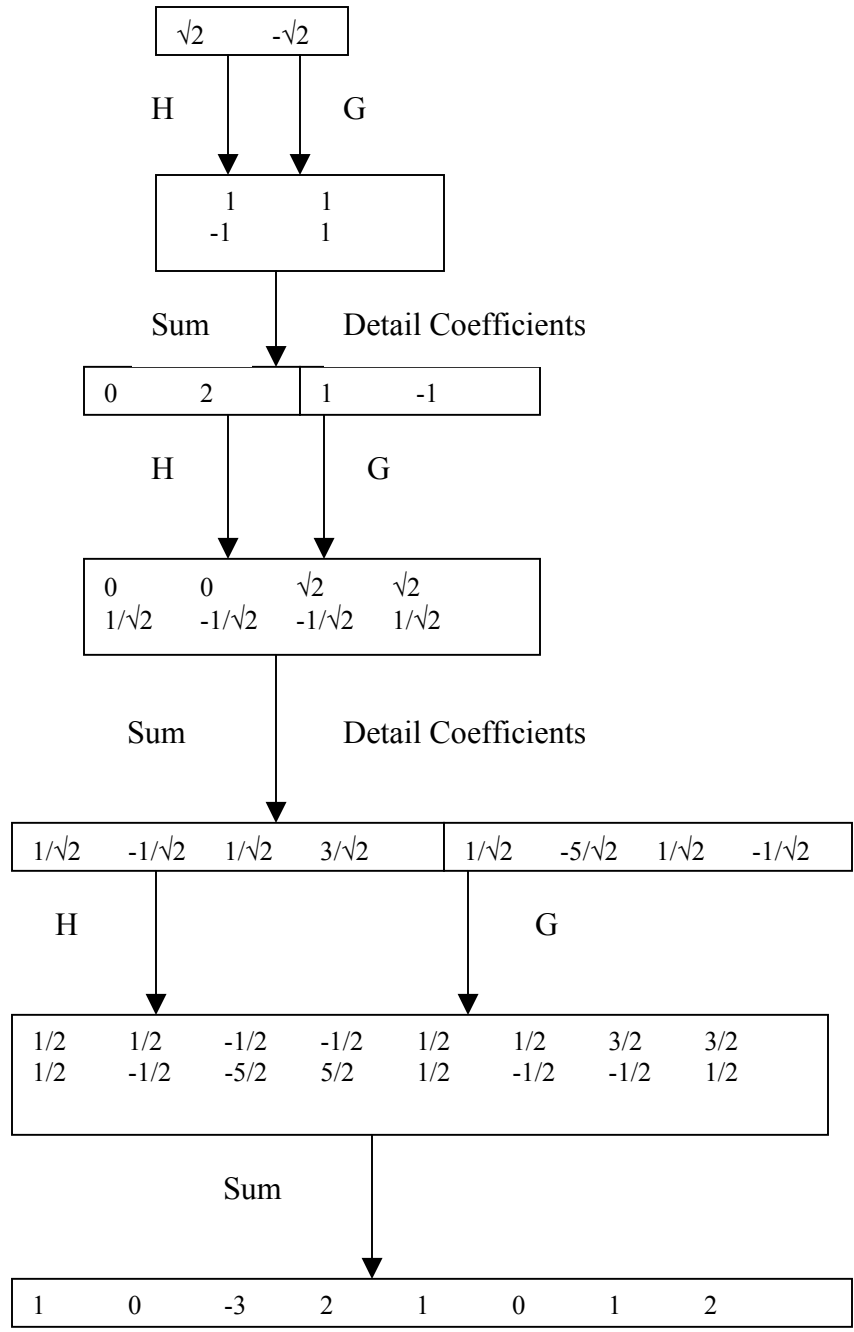 √2 -√2
H G
1 1
-1 1
Sum Detail Coefficients
0 2 1 -1
H G
0 0 √2 √2
1/√2 -1/√2 -1/√2 1/√2
Sum Detail Coefficients
1/√2 -1/√2 1/√2 3/√2 1/√2 -5/√2 1/√2 -1/√2
H G
1/2 1/2 -1/2 -1/2 1/2 1/2 3/2 3/2
1/2 -1/2 -5/2 5/2 1/2 -1/2 -1/2 1/2
Sum
1 0 -3 2 1 0 1 2